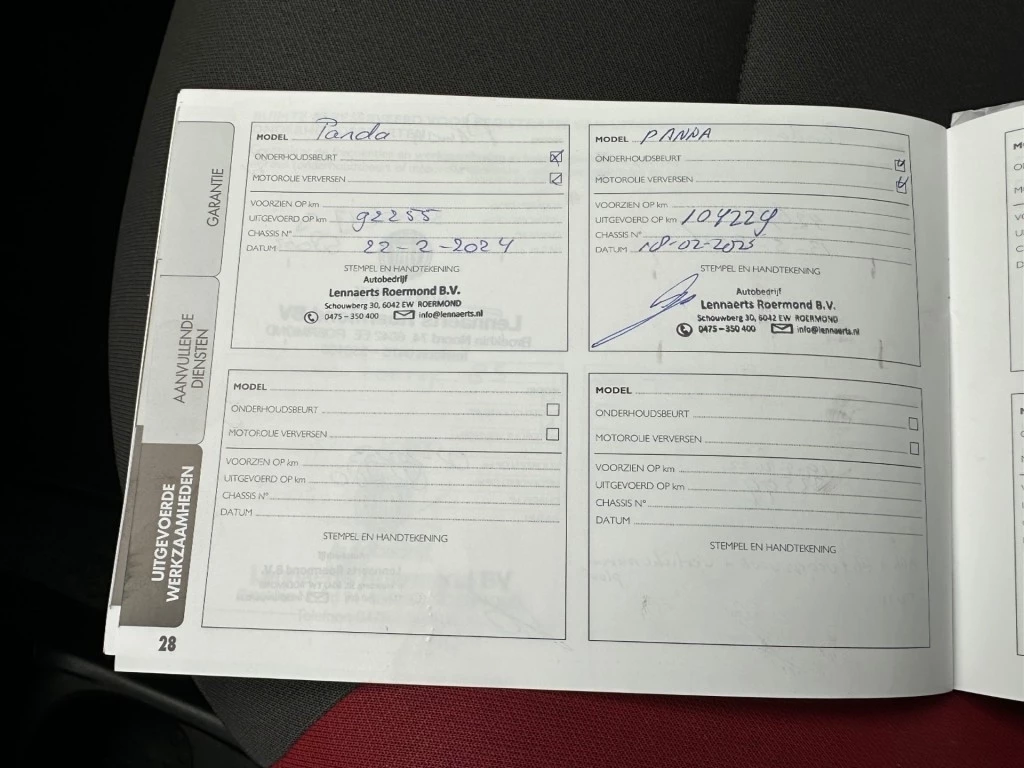 GARANTIE
AANVULLENDE
DIENSTEN
UITGEVOERDE
WERKZAAMHEDEN
28
MODEL Panda
ONDERHOUDSBEURT
MOTOROLIE VERVERSEN
VOORZIEN OP km
UITGEVOERD OP km 92255
CHASSIS N°
DATUM 22-2-2024
STEMPEL EN HANDTEKENING
Autobedrijf
Lennaerts Roermond B.V.
Schouwberg 30, 6042 EW ROERMOND
0475-350 400 info@lennaerts.nl
MODEL PANDA
ONDERHOUDSBEURT
MOTOROLIE VERVERSEN
VOORZIEN OP km
UITGEVOERD OP km 104229
CHASSIS N°
DATUM 18-02-2025
STEMPEL EN HANDTEKENING
Autobedrijf
Lennaerts Roermond B.V.
Schouwberg 30, 6042 EW ROERMOND
0475-350 400 info@lennaerts.nl
MODEL
ONDERHOUDSBEURT
MOTOROLIE VERVERSEN
VOORZIEN OP km
UITGEVOERD OP km
CHASSIS N°
DATUM
STEMPEL EN HANDTEKENING
MODEL
ONDERHOUDSBEURT
MOTOROLIE VERVERSEN
VOORZIEN OP km
UITGEVOERD OP km
CHASSIS N°
DATUM
STEMPEL EN HANDTEKENING